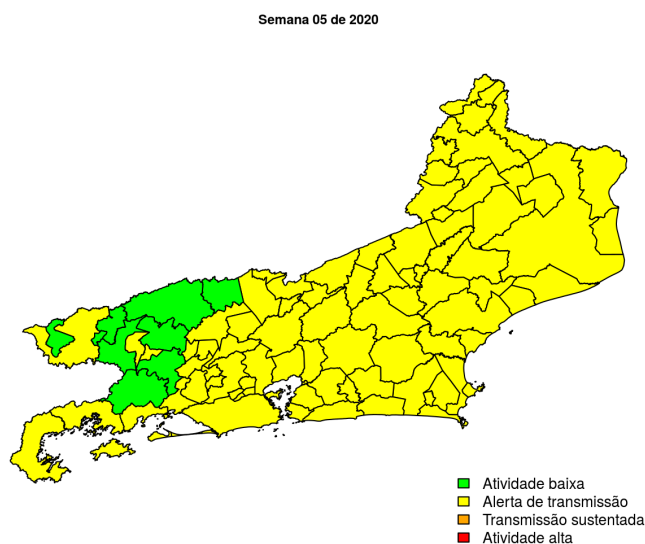 Semana 05 de 2020
Atividade baixa
Alerta de transmissão
Transmissão sustentada
Atividade alta